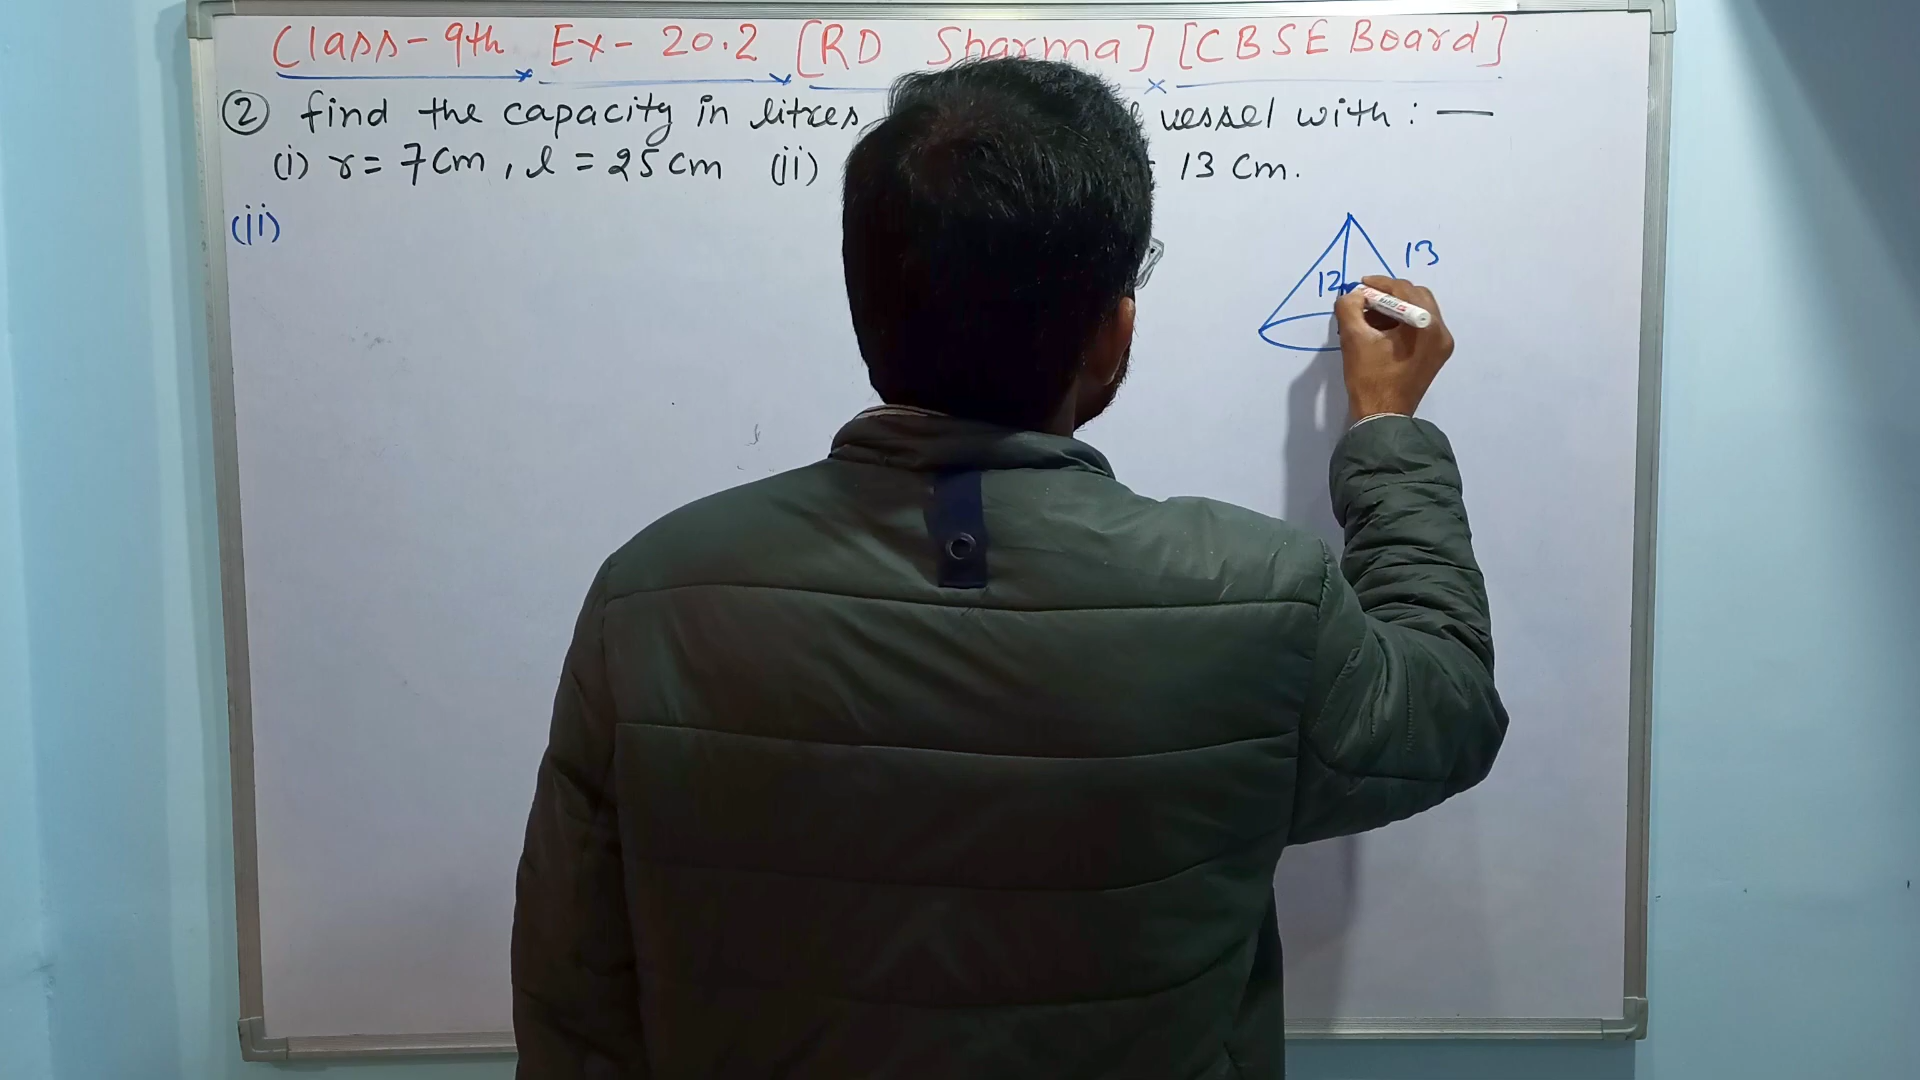 Class-9th Ex-20.2 [RD Sharma] [CBSE Board]
② find the capacity in litres vessel with : —
(i) r = 7cm, l = 25cm (ii) 13 cm.
(ii)
13
12